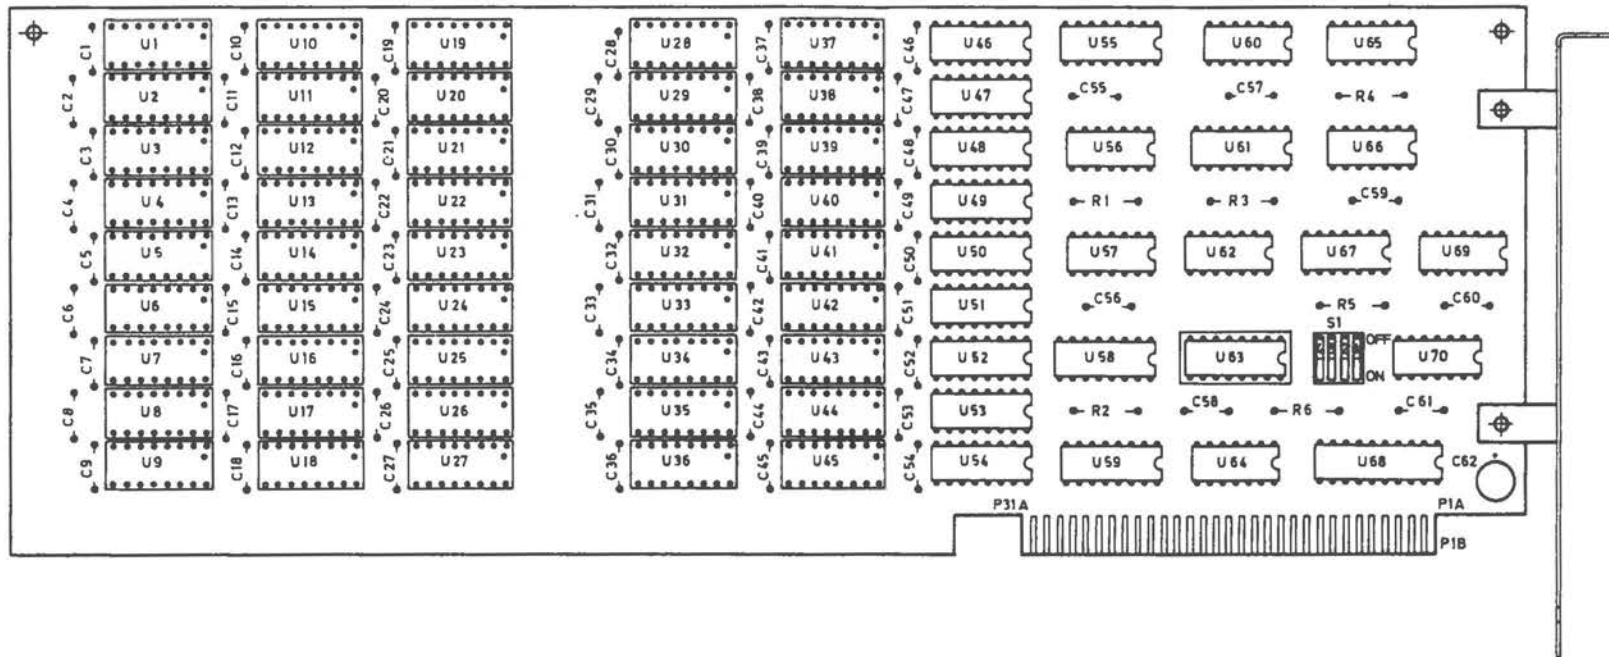 C1 U1 C10 U10 C19 U19 C28 U28 C37 U37 C46 U46 U55 U60 U65
C2 U2 C11 U11 C20 U20 C29 U29 C38 U38 C47 U47 C55 C57 R4
C3 U3 C12 U12 C21 U21 C30 U30 C39 U39 C48 U48 U56 U61 U66
C4 U4 C13 U13 C22 U22 C31 U31 C40 U40 C49 U49 R1 R3 C59
C5 U5 C14 U14 C23 U23 C32 U32 C41 U41 C50 U50 U57 U62 U67 U69
C6 U6 C15 U15 C24 U24 C33 U33 C42 U42 C51 U51 C56 R5 C60
S1
OFF
C7 U7 C16 U16 C25 U25 C34 U34 C43 U43 C52 U52 U58 U63 U70
ON
C8 U8 C17 U17 C26 U26 C35 U35 C44 U44 C53 U53 R2 C58 R6 C61
C9 U9 C18 U18 C27 U27 C36 U36 C45 U45 C54 U54 U59 U64 U68 C62
P31A P1A
P1B